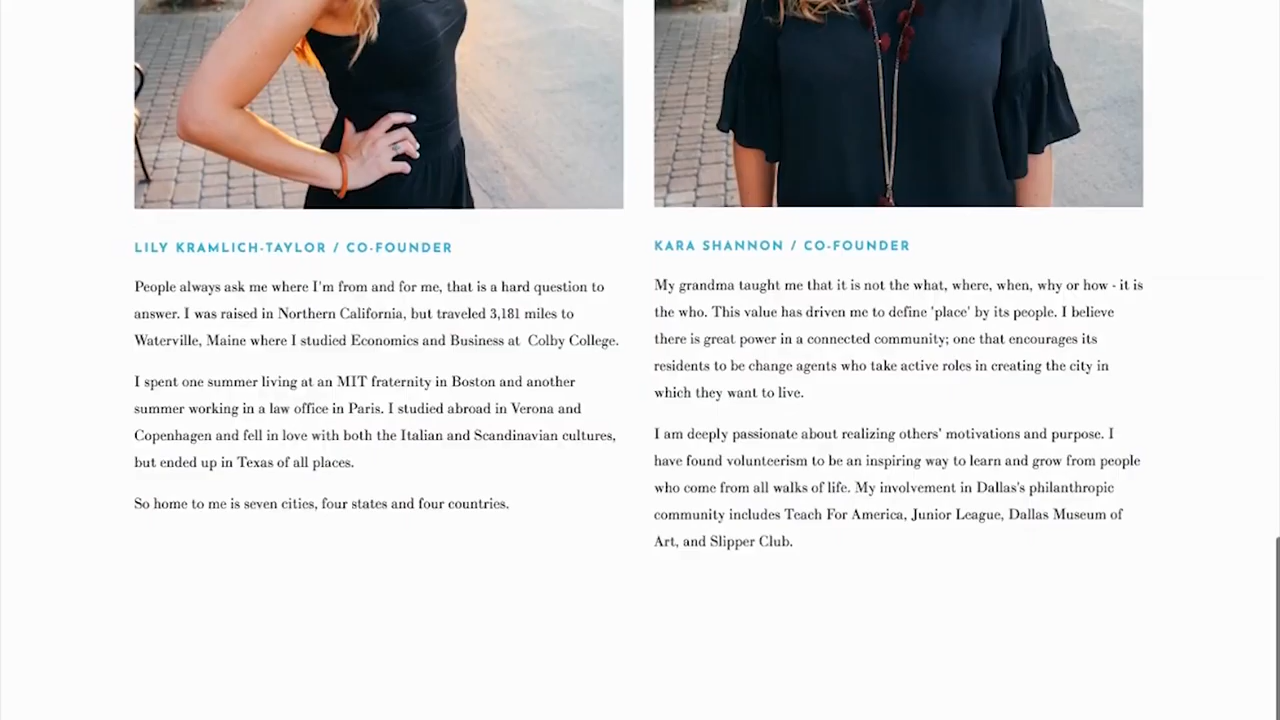 LILY KRAMLICH-TAYLOR / CO-FOUNDER
People always ask me where I'm from and for me, that is a hard question to
answer. I was raised in Northern California, but traveled 3,181 miles to
Waterville, Maine where I studied Economics and Business at  Colby College.
I spent one summer living at an MIT fraternity in Boston and another
summer working in a law office in Paris. I studied abroad in Verona and
Copenhagen and fell in love with both the Italian and Scandinavian cultures,
but ended up in Texas of all places.
So home to me is seven cities, four states and four countries.
KARA SHANNON / CO-FOUNDER
My grandma taught me that it is not the what, where, when, why or how - it is
the who. This value has driven me to define 'place' by its people. I believe
there is great power in a connected community; one that encourages its
residents to be change agents who take active roles in creating the city in
which they want to live.
I am deeply passionate about realizing others' motivations and purpose. I
have found volunteerism to be an inspiring way to learn and grow from people
who come from all walks of life. My involvement in Dallas's philanthropic
community includes Teach For America, Junior League, Dallas Museum of
Art, and Slipper Club.